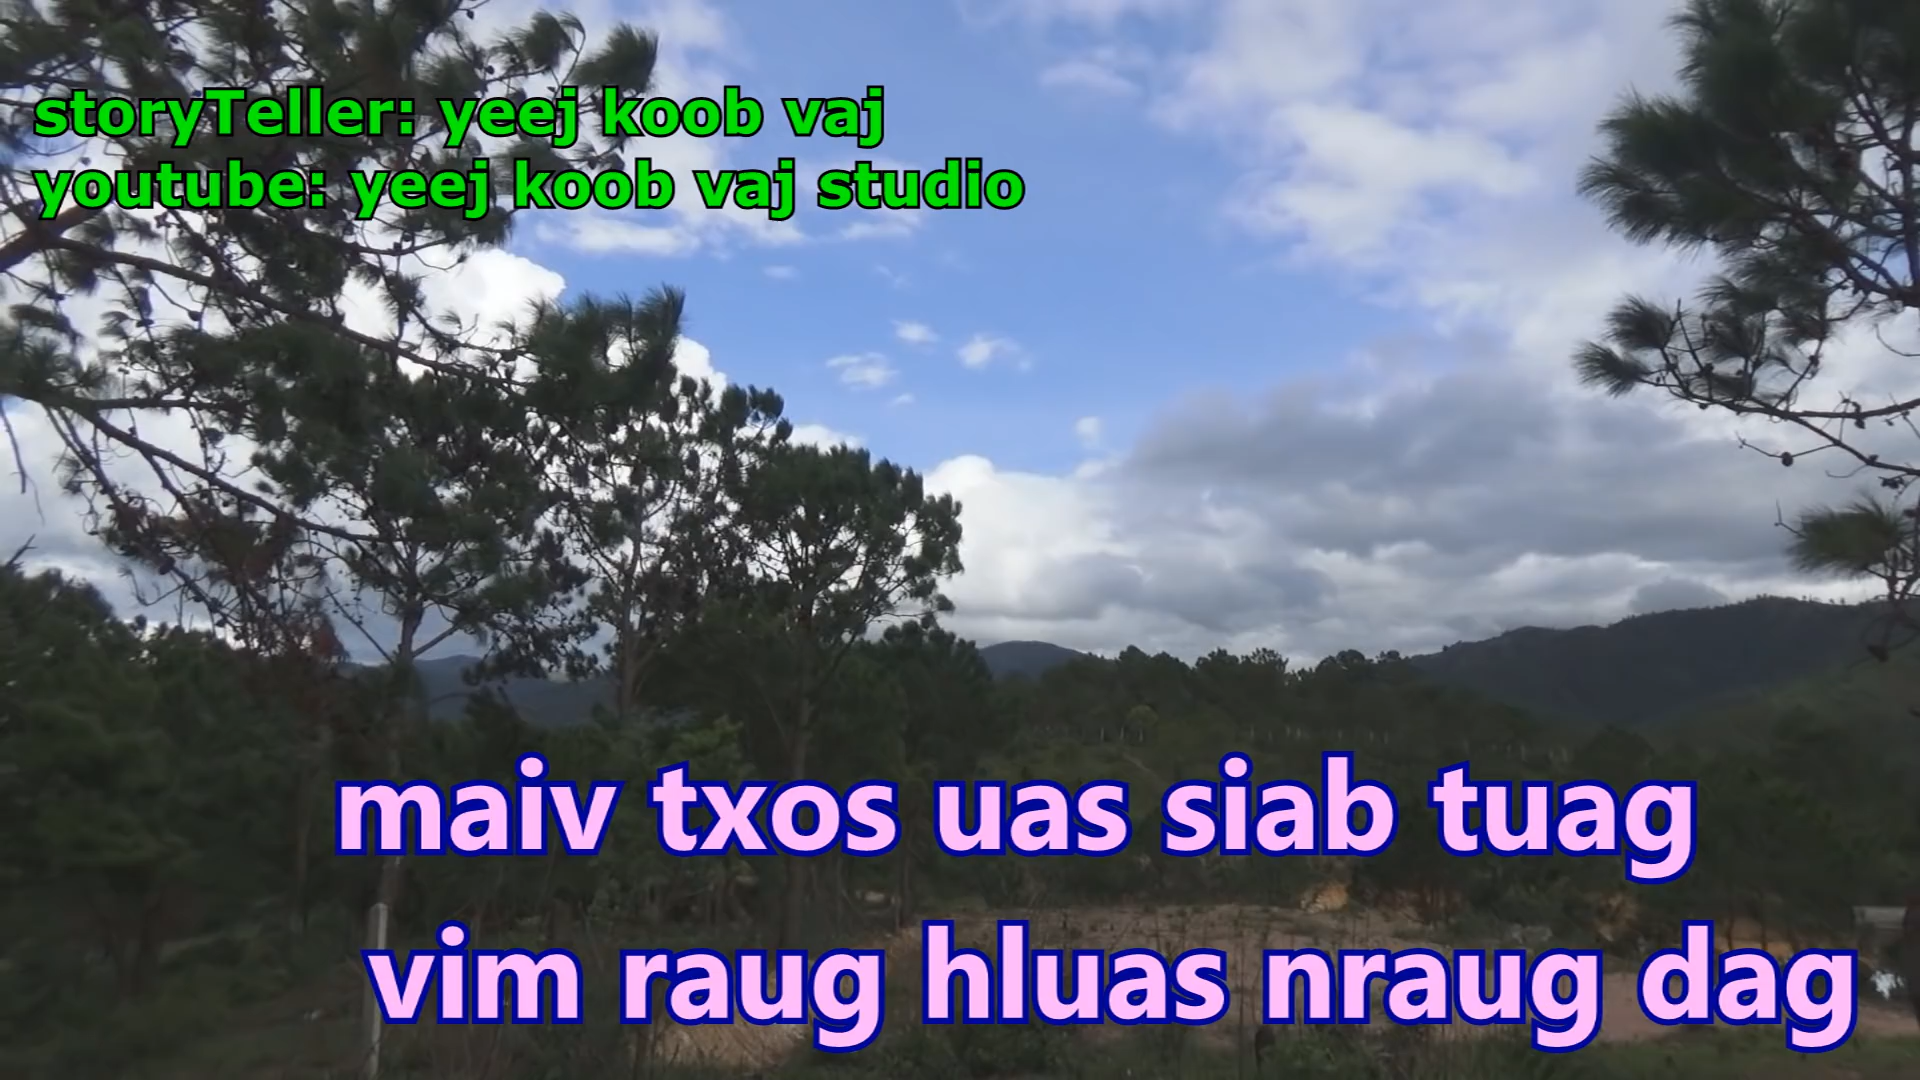 storyTeller: yeej koob vaj
youtube: yeej koob vaj studio
maiv txos uas siab tuag
vim raug hluas nraug dag